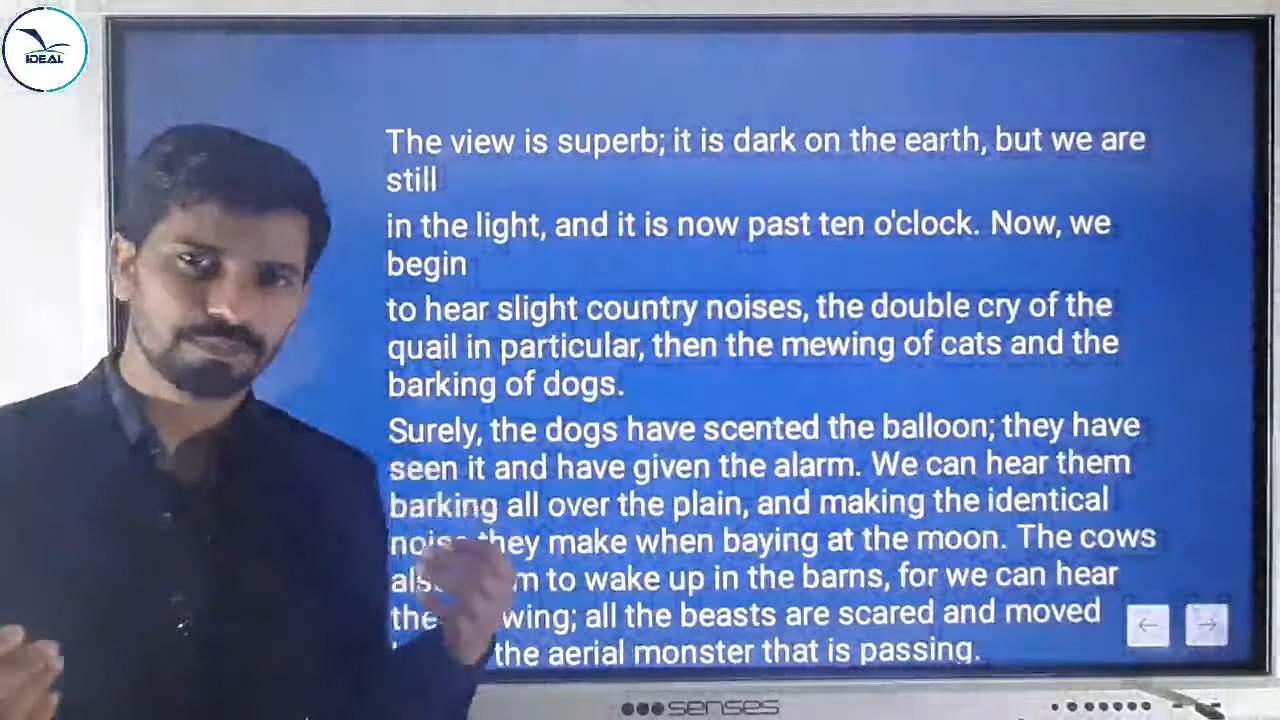 IDEAL
The view is superb; it is dark on the earth, but we are
still
in the light, and it is now past ten o'clock. Now, we
begin
to hear slight country noises, the double cry of the
quail in particular, then the mewing of cats and the
barking of dogs.
Surely, the dogs have scented the balloon; they have
seen it and have given the alarm. We can hear them
barking all over the plain, and making the identical
noise they make when baying at the moon. The cows
to wake up in the barns, for we can hear
all the beasts are scared and moved
the aerial monster that is passing.
senses